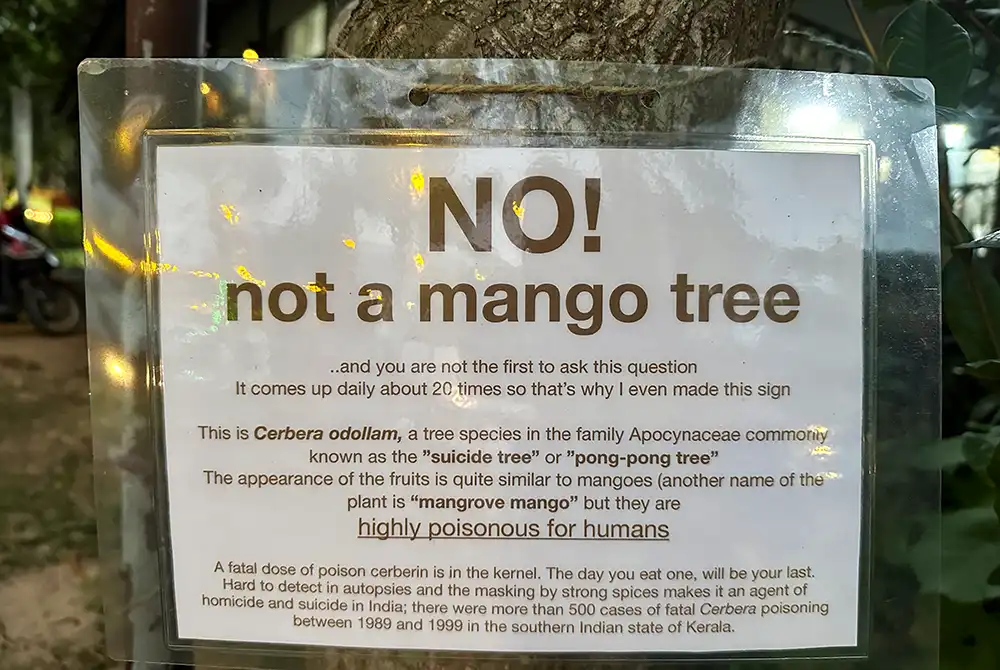 NO!
not a mango tree
..and you are not the first to ask this question
It comes up daily about 20 times so that's why I even made this sign
This is Cerbera odollam, a tree species in the family Apocynaceae commonly
known as the ”suicide tree” or ”pong-pong tree”
The appearance of the fruits is quite similar to mangoes (another name of the
plant is “mangrove mango” but they are
highly poisonous for humans
A fatal dose of poison cerberin is in the kernel. The day you eat one, will be your last.
Hard to detect in autopsies and the masking by strong spices makes it an agent of
homicide and suicide in India; there were more than 500 cases of fatal Cerbera poisoning
between 1989 and 1999 in the southern Indian state of Kerala.